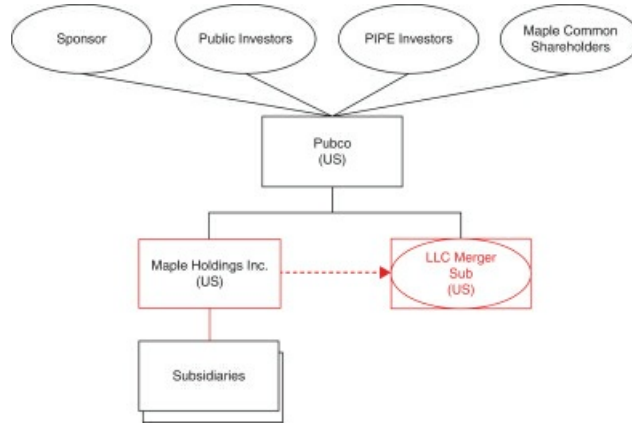 Sponsor
Public Investors
PIPE Investors
Maple Common
Shareholders
Pubco
(US)
Maple Holdings Inc.
(US)
LLC Merger
Sub
(US)
Subsidiaries